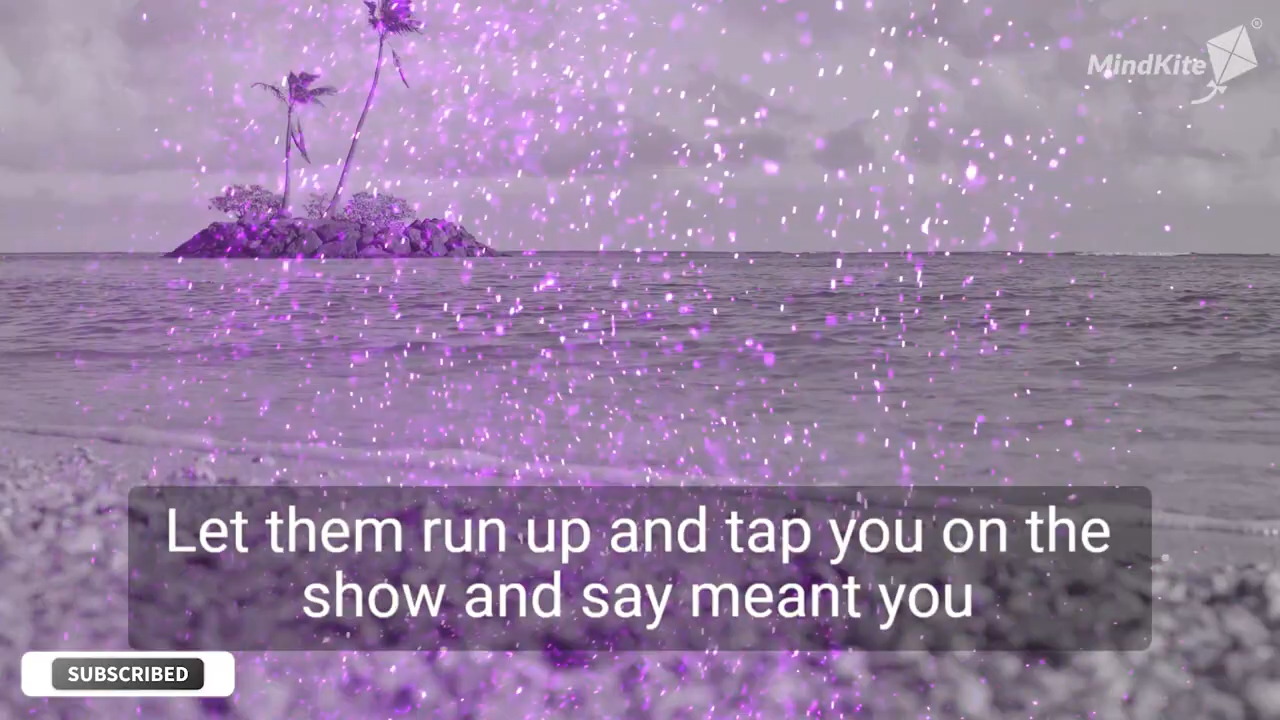 MindKite
Let them run up and tap you on the
show and say meant you
SUBSCRIBED